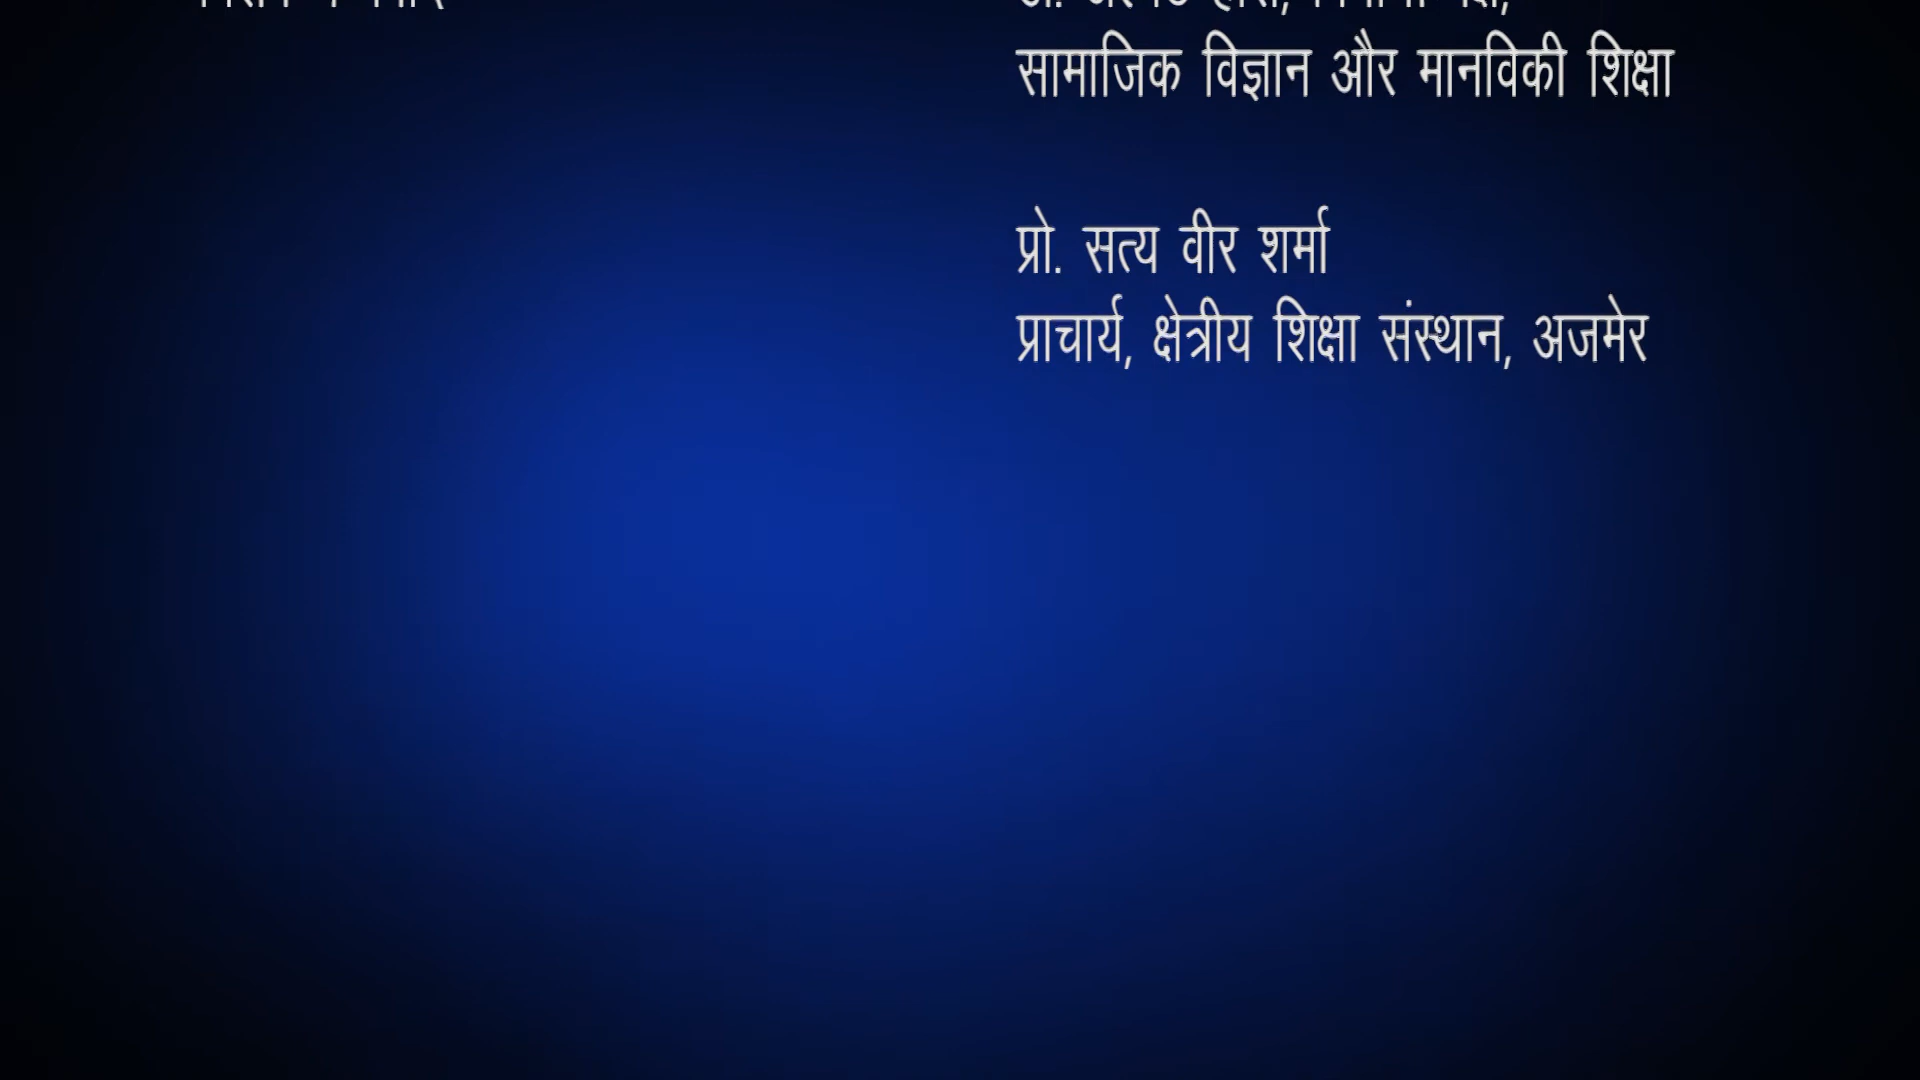 सामाजिक विज्ञान और मानविकी शिक्षा
प्रो. सत्य वीर शर्मा
प्राचार्य, क्षेत्रीय शिक्षा संस्थान, अजमेर